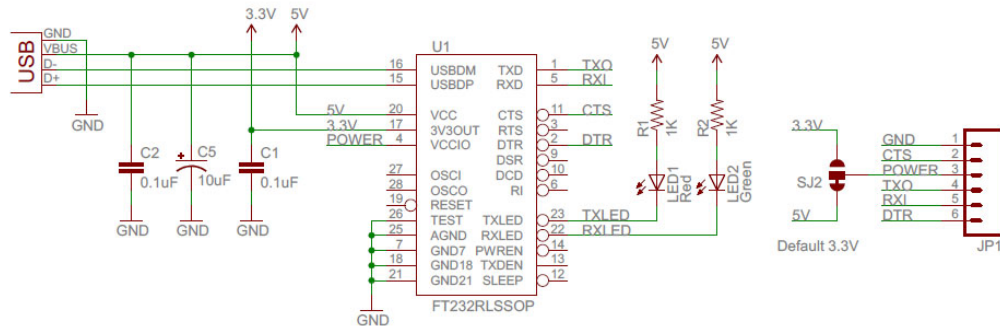 USB
GND
VBUS
D-
D+
3.3V
5V
GND
C2
0.1uF
GND
C5
+
10uF
GND
C1
0.1uF
GND
5V
3.3V
POWER
U1
16 USBDM TXD 1 TXO
15 USBDP RXD 5 RXI
20 VCC CTS 11 CTS
17 3V3OUT RTS 3
4 VCCIO DTR 2 DTR
DSR 9
27 OSCI DCD 10
28 OSCO RI 6
19 RESET
26 TEST TXLED 23 TXLED
25 AGND RXLED 22 RXLED
7 GND7 PWREN 14
18 GND18 TXDEN 13
21 GND21 SLEEP 12
FT232RLSSOP
GND
5V
R1
1K
LED1
Red
5V
R2
1K
LED2
Green
3.3V
SJ2
5V
Default 3.3V
GND 1
CTS 2
POWER 3
TXO 4
RXI 5
DTR 6
JP1